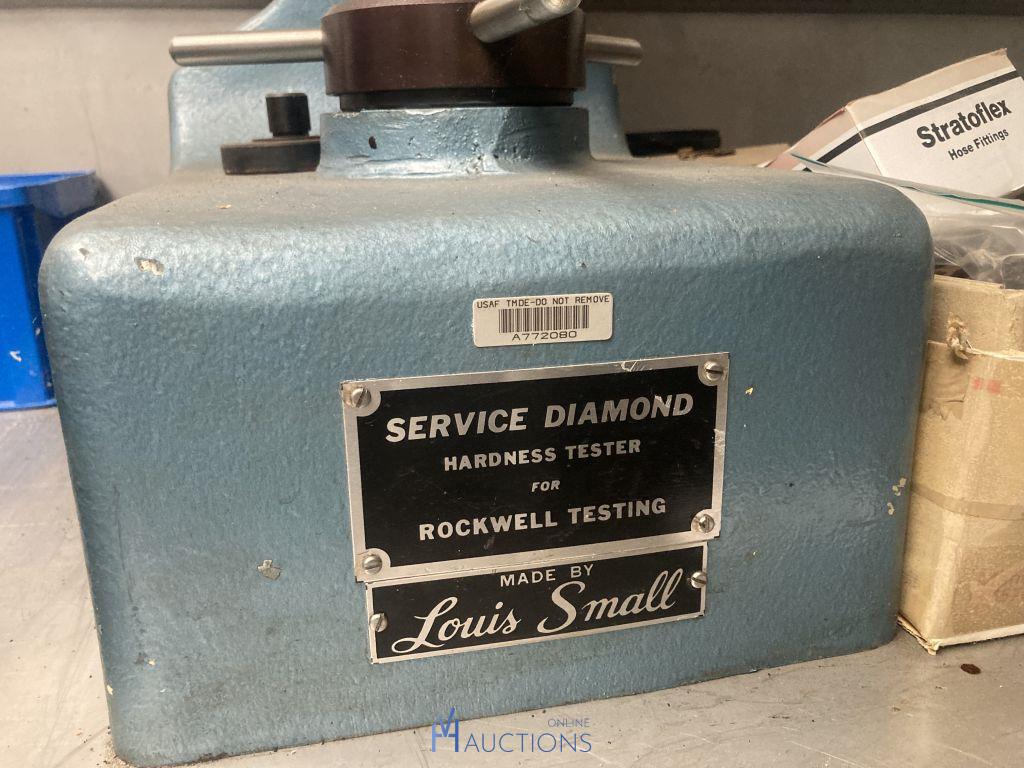 Stratoflex
Hose Fittings
USAF TMDE-DO NOT REMOVE
A772080
SERVICE DIAMOND
HARDNESS TESTER
FOR
ROCKWELL TESTING
MADE BY
Louis Small
ONLINE
AUCTIONS